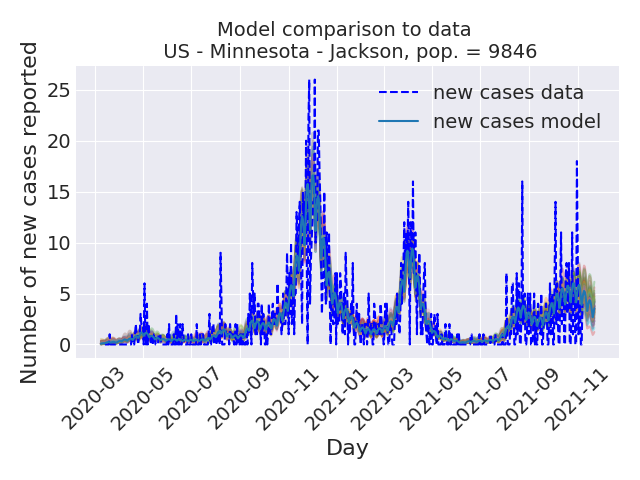 Model comparison to data
US - Minnesota - Jackson, pop. = 9846
Number of new cases reported
25
20
15
10
5
0
new cases data
new cases model
2020-03
2020-05
2020-07
2020-09
2020-11
2021-01
2021-03
2021-05
2021-07
2021-09
2021-11
Day